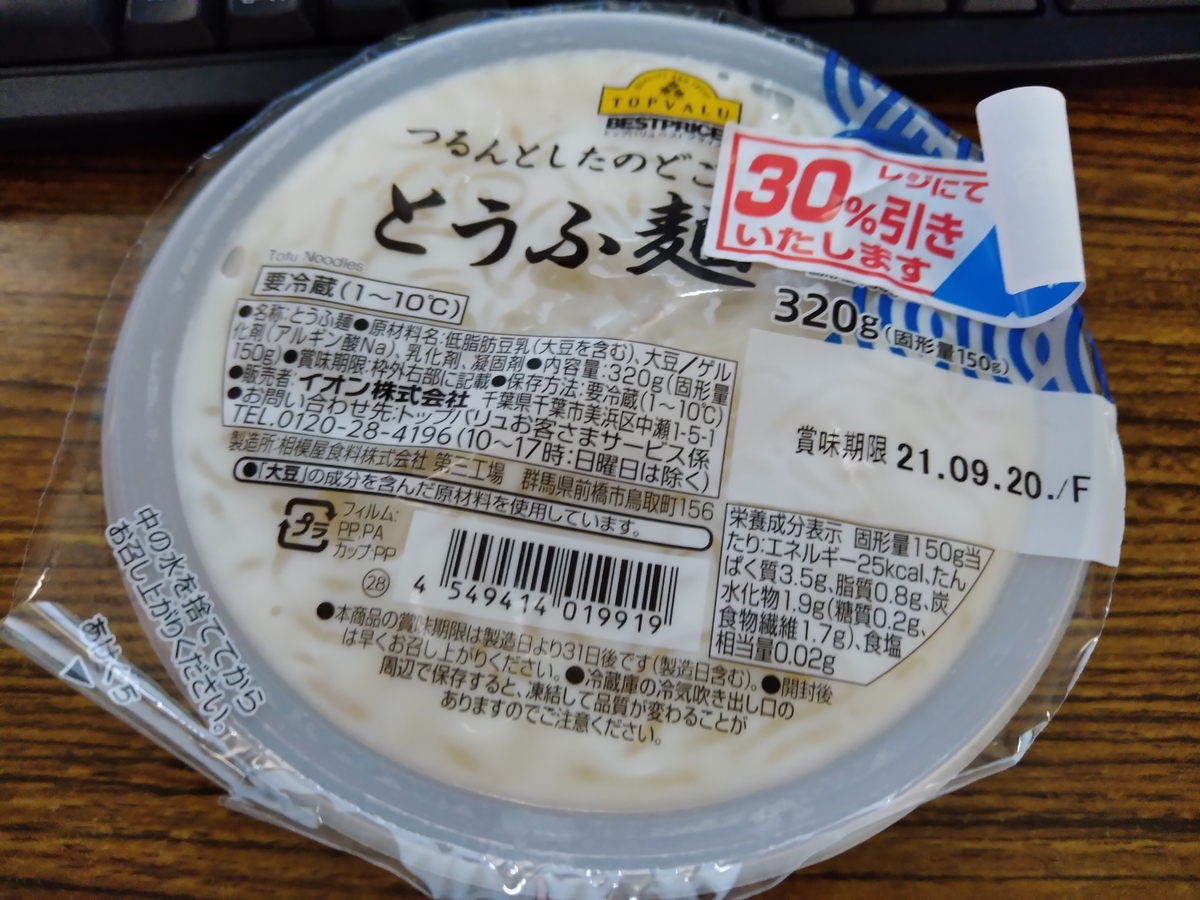 TOPVALU
BESTPRICE
つるんとしたのどご
とうふ麺
Tofu Noodles
レジにて
30%引き
いたします
320g(固形量150g)
要冷蔵(1〜10℃)
●名称:とうふ麺●原材料名:低脂肪豆乳(大豆を含む)、大豆/ゲル
化剤(アルギン酸Na)、乳化剤、凝固剤●内容量:320g(固形量
150g)●賞味期限:枠外右部に記載●保存方法:要冷蔵(1〜10℃)
●販売者:イオン株式会社 千葉県千葉市美浜区中瀬1-5-1
●お問い合わせ先:トップバリュお客さまサービス係
TEL.0120-28-4196(10〜17時:日曜日は除く)
製造所:相模屋食料株式会社 第三工場 群馬県前橋市鳥取町156
●「大豆」の成分を含んだ原材料を使用しています。
賞味期限 21.09.20./F
プラ
フィルム:
PP,PA
カップ:PP
28
4 549414 019919
栄養成分表示 固形量150g当
たり:エネルギー25kcal、たん
ぱく質3.5g、脂質0.8g、炭
水化物1.9g(糖質0.2g、
食物繊維1.7g)、食塩
相当量0.02g
●本商品の賞味期限は製造日より31日後です(製造日含む)。●開封後
は早くお召し上がりください。●冷蔵庫の冷気吹き出し口の
周辺で保存すると、凍結して品質が変わることが
ありますのでご注意ください。
中の水を捨ててから
お召し上がりください。
あけくち